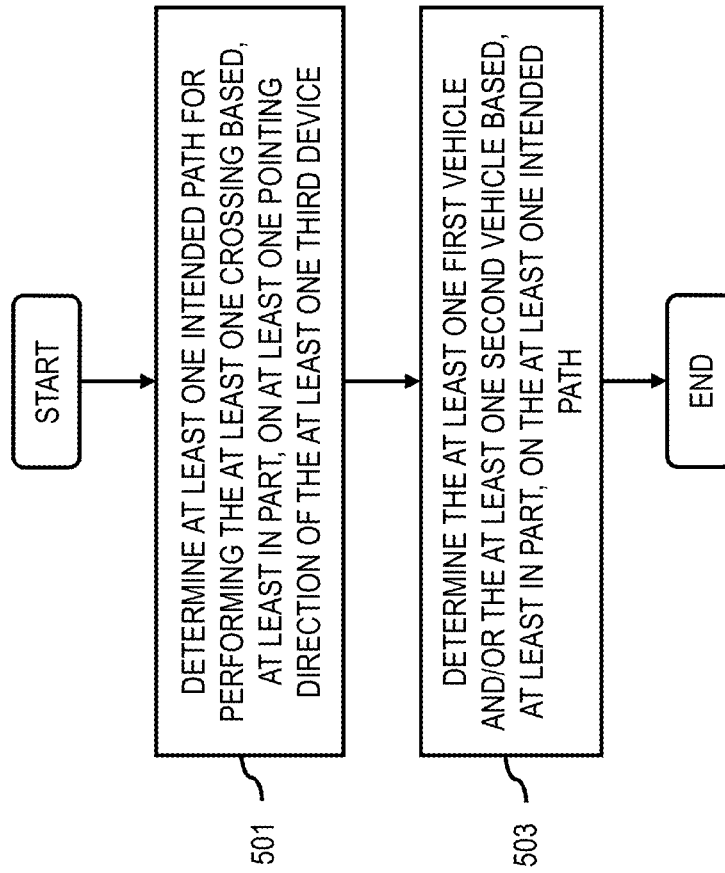 START
DETERMINE AT LEAST ONE INTENDED PATH FOR
PERFORMING THE AT LEAST ONE CROSSING BASED,
AT LEAST IN PART, ON AT LEAST ONE POINTING
DIRECTION OF THE AT LEAST ONE THIRD DEVICE
501
DETERMINE THE AT LEAST ONE FIRST VEHICLE
AND/OR THE AT LEAST ONE SECOND VEHICLE BASED,
AT LEAST IN PART, ON THE AT LEAST ONE INTENDED
PATH
503
END